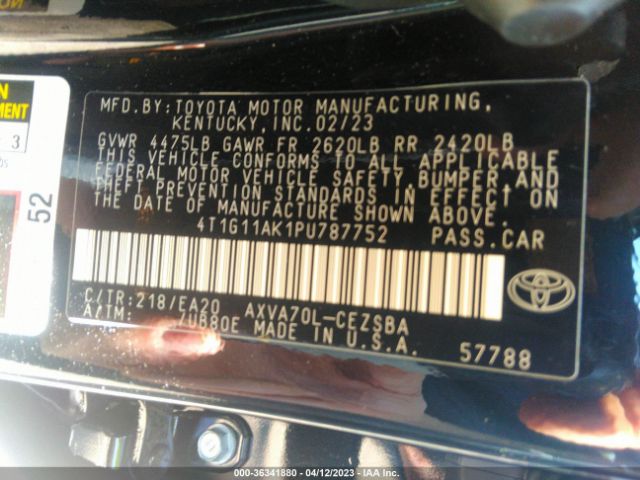 MFD.BY:TOYOTA MOTOR MANUFACTURING,
KENTUCKY,INC.02/23
GVWR 4475LB GAWR FR 2620LB RR 2420LB
THIS VEHICLE CONFORMS TO ALL APPLICABLE
FEDERAL MOTOR VEHICLE SAFETY,BUMPER,AND
THEFT PREVENTION STANDARDS IN EFFECT ON
THE DATE OF MANUFACTURE SHOWN ABOVE.
4T1G11AK1PU787752 PASS.CAR
C/TR:218/EA20 AXVA70L-CEZSBA
A/TM: /UB80E MADE IN U.S.A.
57788
3
52
000-36341880 - 04/12/2023 - IAA Inc.